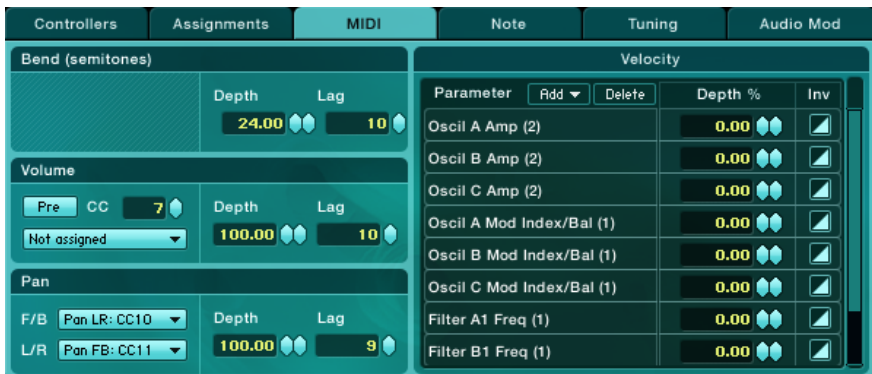 Controllers Assignments MIDI Note Tuning Audio Mod
Bend (semitones)
Depth Lag
24.00 10
Volume
Pre CC 7 Depth Lag
Not assigned 100.00 10
Pan
F/B Pan LR: CC10 Depth Lag
L/R Pan FB: CC11 100.00 9
Velocity
Parameter Add Delete Depth % Inv
Oscil A Amp (2) 0.00
Oscil B Amp (2) 0.00
Oscil C Amp (2) 0.00
Oscil A Mod Index/Bal (1) 0.00
Oscil B Mod Index/Bal (1) 0.00
Oscil C Mod Index/Bal (1) 0.00
Filter A1 Freq (1) 0.00
Filter B1 Freq (1) 0.00